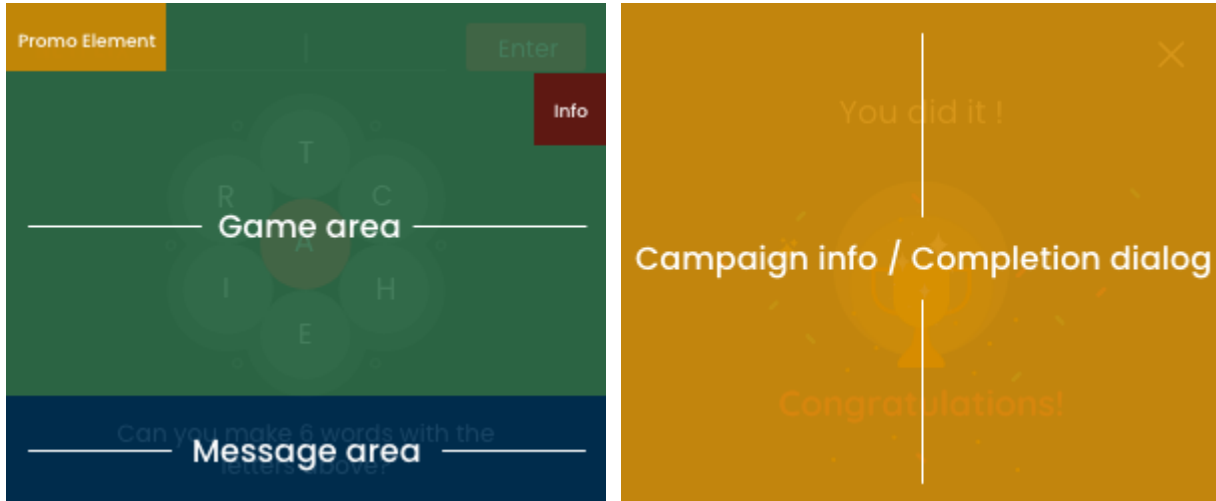 Promo Element
Enter
Info
T
R
C
Game area
A
I
H
E
Can you make 6 words with the
letters above?
Message area
You did it !
Campaign info / Completion dialog
Congratulations!